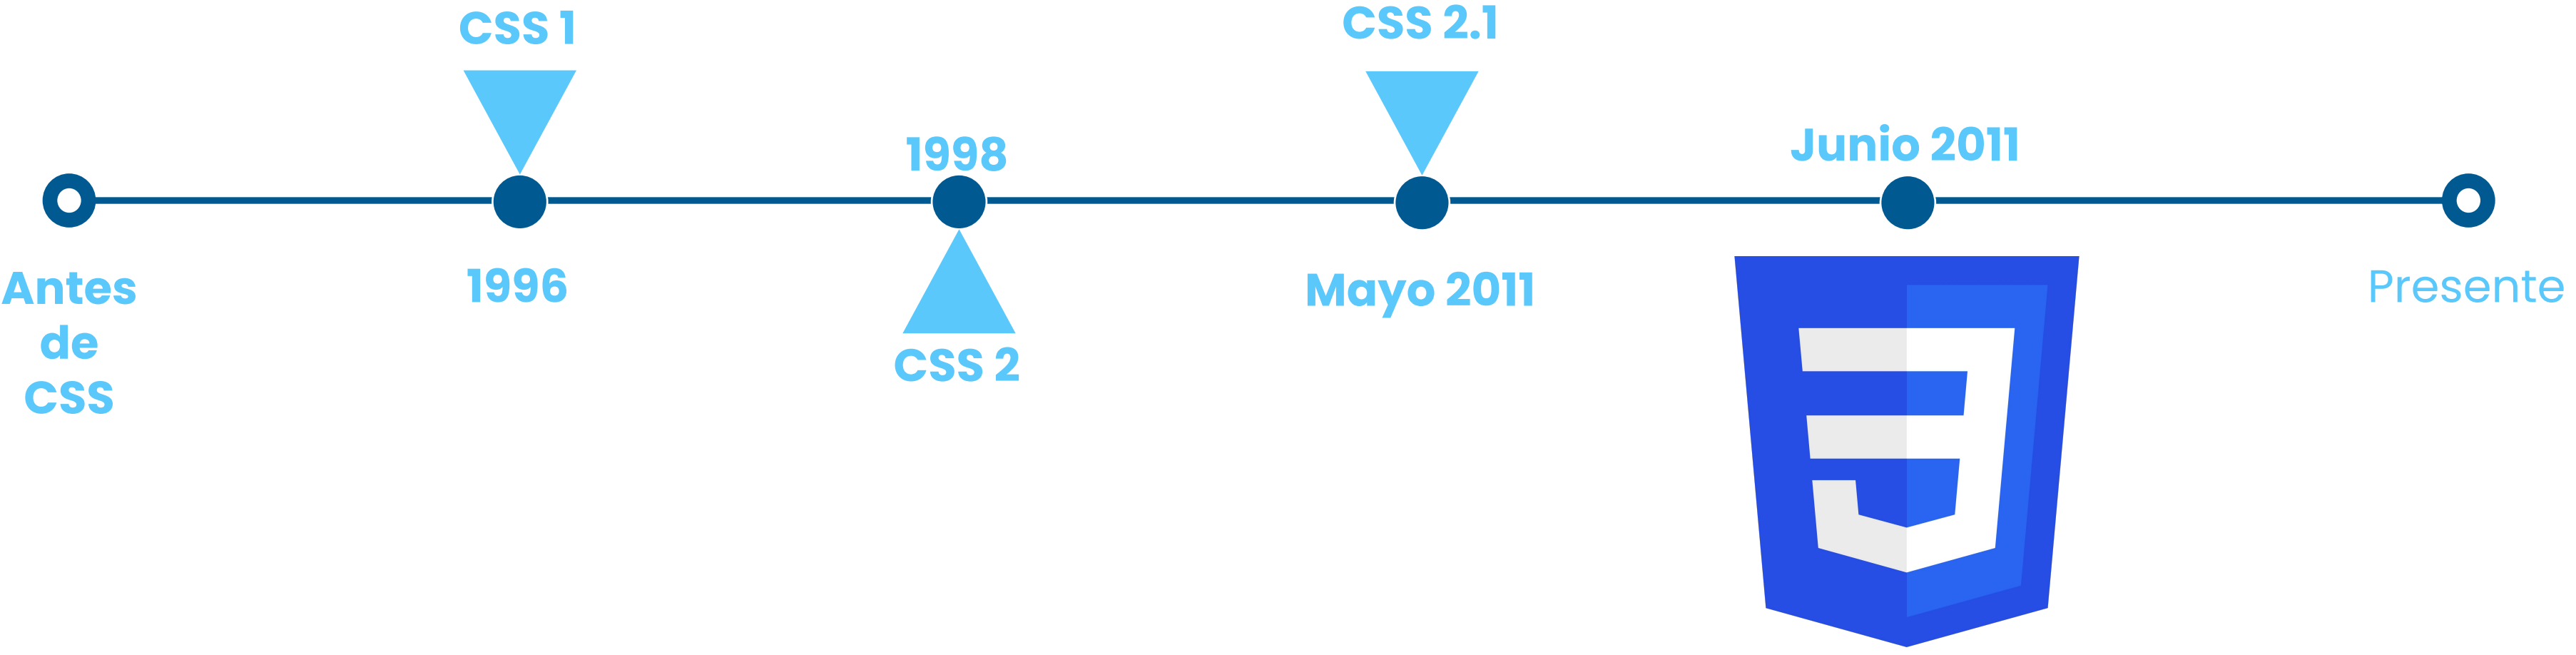 CSS 1
CSS 2.1
1998
Junio 2011
Antes
de
CSS
1996
Mayo 2011
Presente
CSS 2